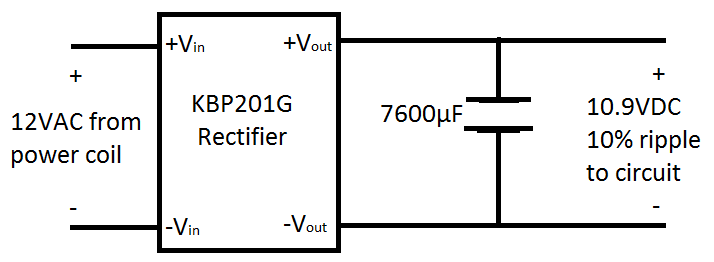 +Vin
+Vout
+
12VAC from
power coil
-
KBP201G
Rectifier
7600µF
+
10.9VDC
10% ripple
to circuit
-
-Vin
-Vout